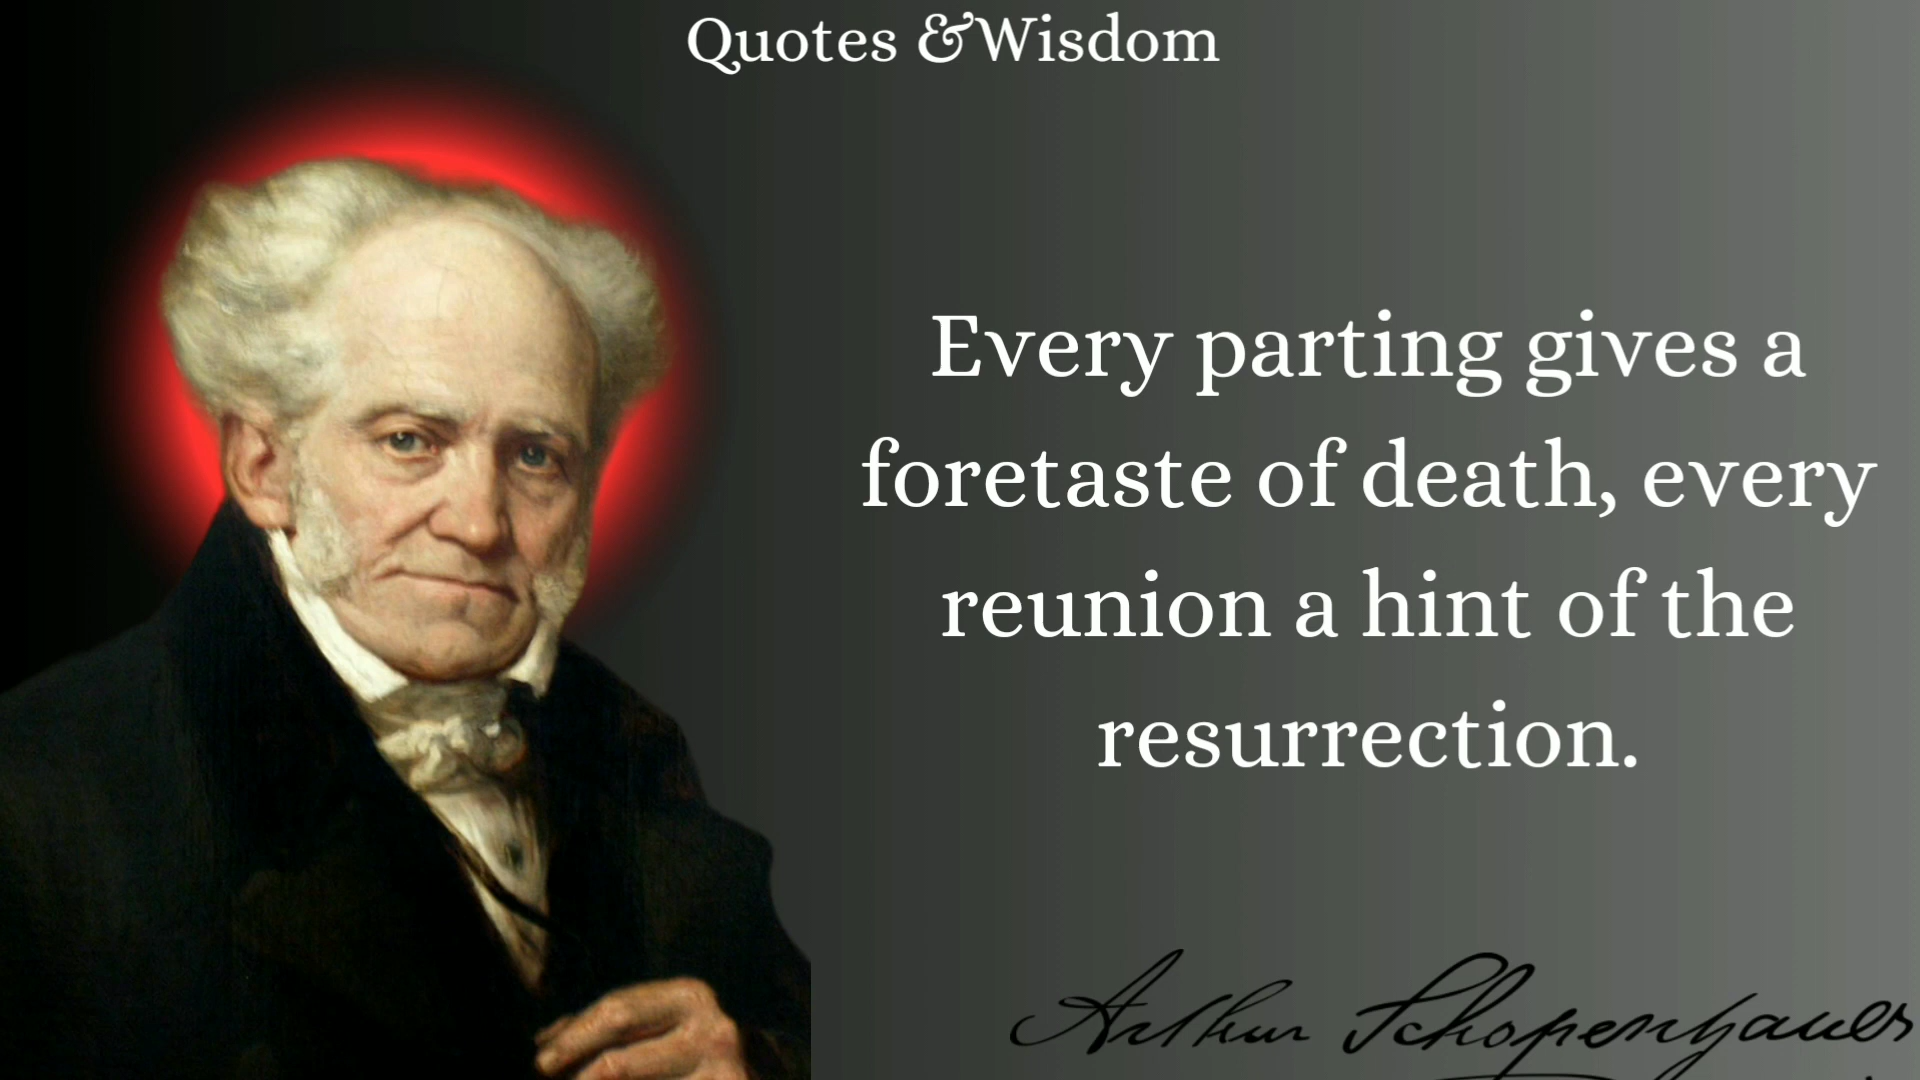 Quotes &Wisdom
Every parting gives a
foretaste of death, every
reunion a hint of the
resurrection.
Arthur Schopenhauer